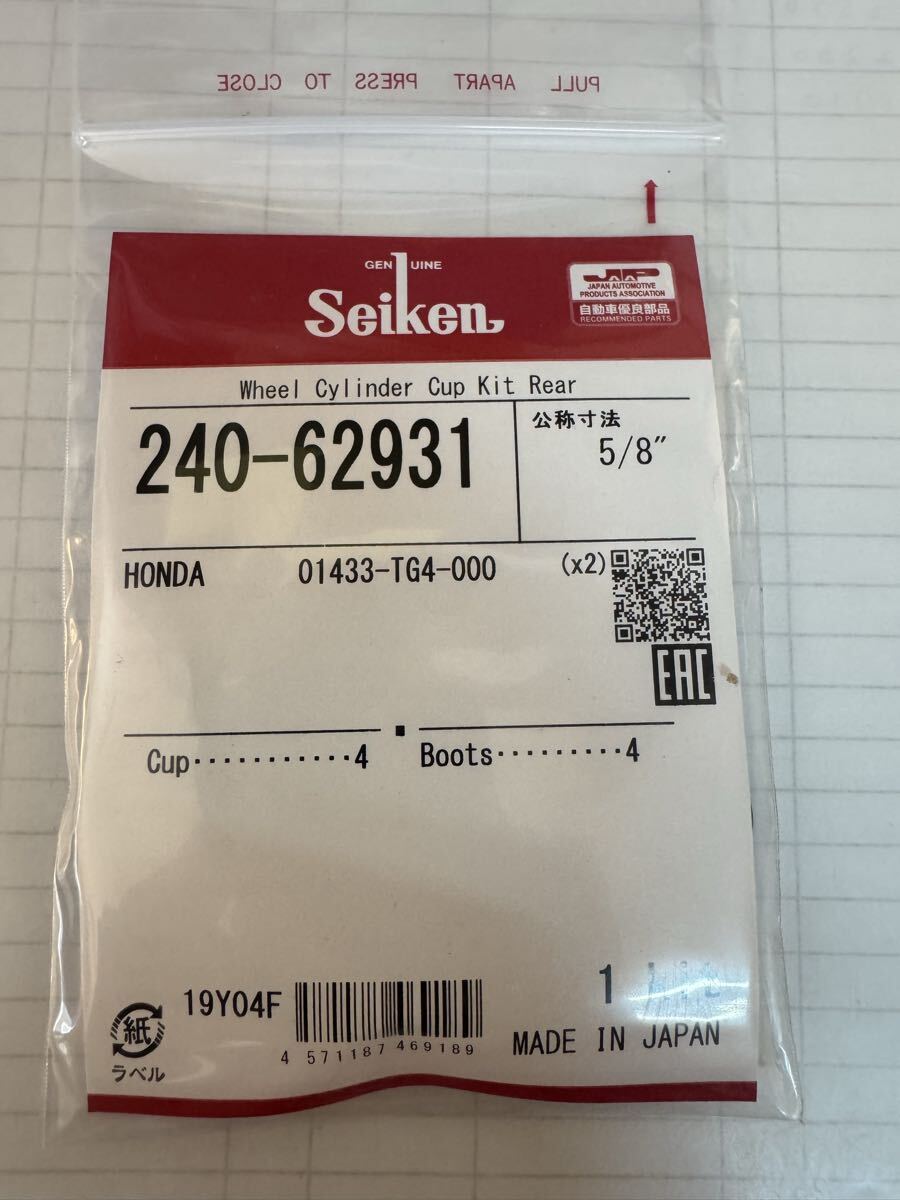 PULL APART PRESS TO CLOSE
GENUINE
Seiken
JAAP
JAPAN AUTOMOTIVE
PRODUCTS ASSOCIATION
自動車優良部品
RECOMMENDED PARTS
Wheel Cylinder Cup Kit Rear
240-62931
公称寸法
5/8″
HONDA 01433-TG4-000 (x2)
EAC
Cup···········4 Boots·········4
19Y04F
1
4 571187 469189
MADE IN JAPAN
紙
ラベル